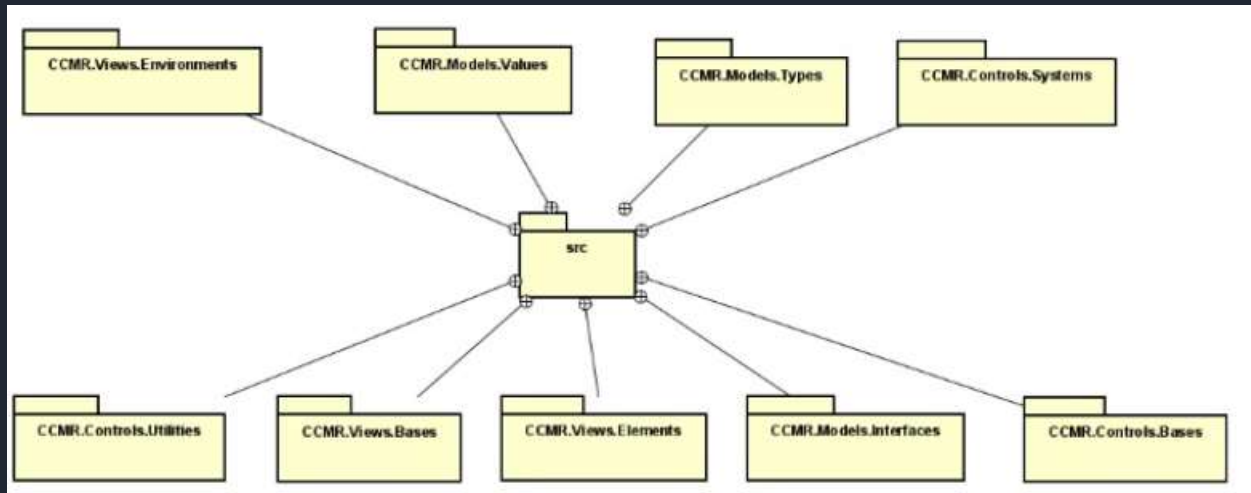 CCMR.Views.Environments
CCMR.Models.Values
CCMR.Models.Types
CCMR.Controls.Systems
src
CCMR.Controls.Utilities
CCMR.Views.Bases
CCMR.Views.Elements
CCMR.Models.Interfaces
CCMR.Controls.Bases